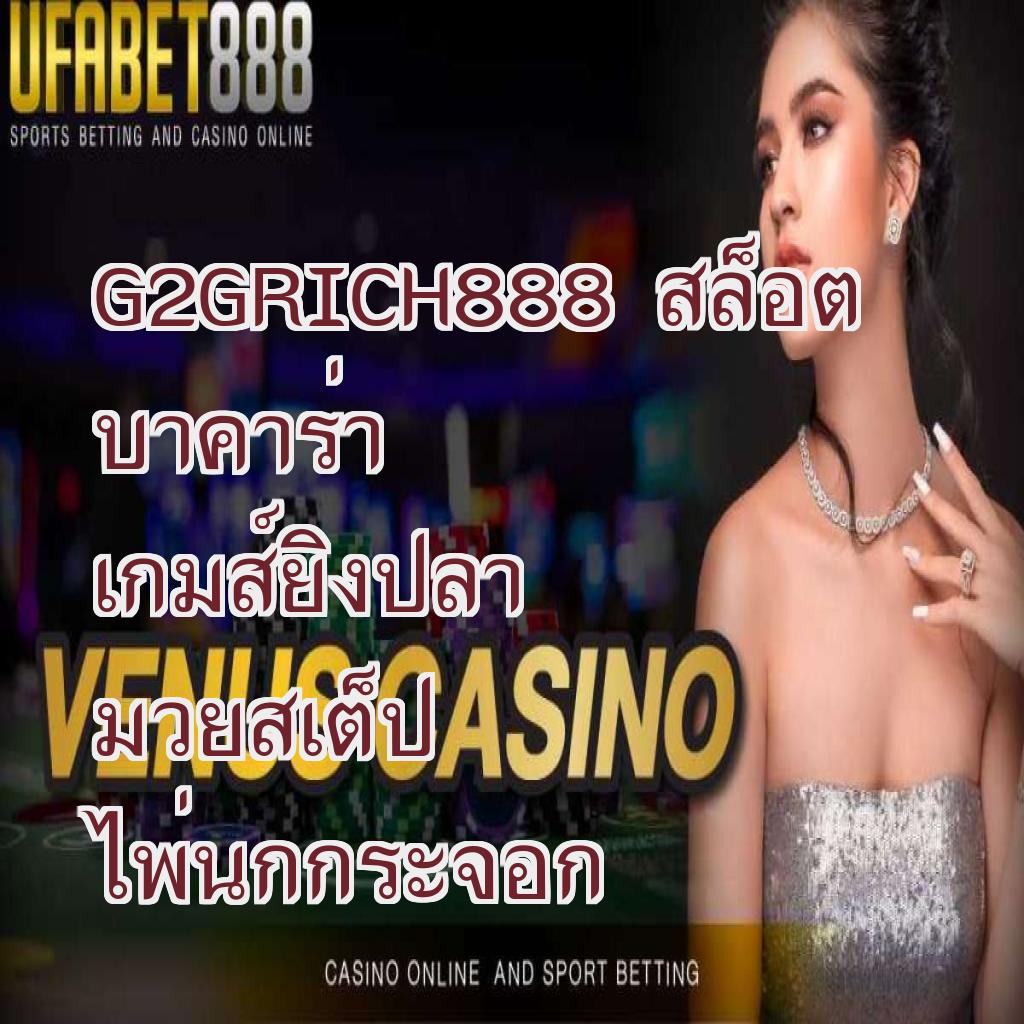 UFABET888
SPORTS BETTING AND CASINO ONLINE
G2GRICH888 สล็อต
บาคาร่า
เกมส์ยิงปลา
VENUS CASINO
มวยสเต็ป
ไพ่นกกระจอก
CASINO ONLINE AND SPORT BETTING